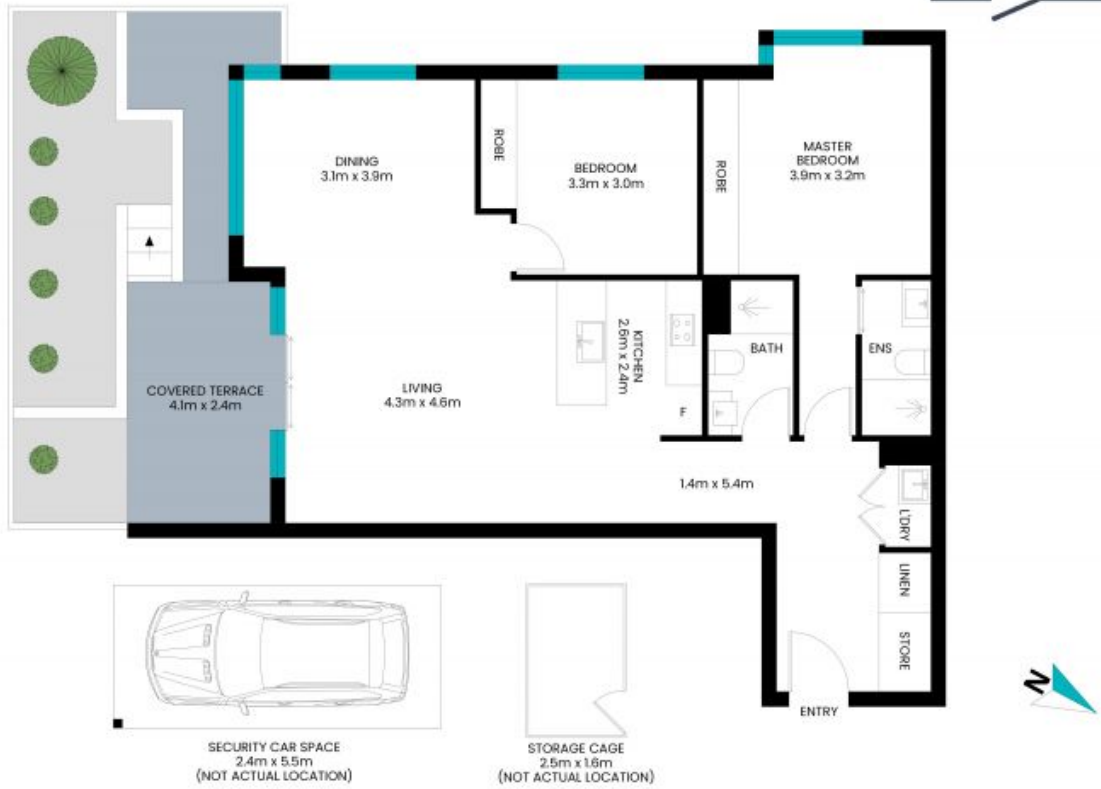 DINING
3.1m x 3.9m
ROBE
BEDROOM
3.3m x 3.0m
ROBE
MASTER
BEDROOM
3.9m x 3.2m
COVERED TERRACE
4.1m x 2.4m
LIVING
4.3m x 4.6m
KITCHEN
2.6m x 2.4m
F
BATH
ENS
1.4m x 5.4m
L'DRY
LINEN
STORE
ENTRY
SECURITY CAR SPACE
2.4m x 5.5m
(NOT ACTUAL LOCATION)
STORAGE CAGE
2.5m x 1.6m
(NOT ACTUAL LOCATION)
N